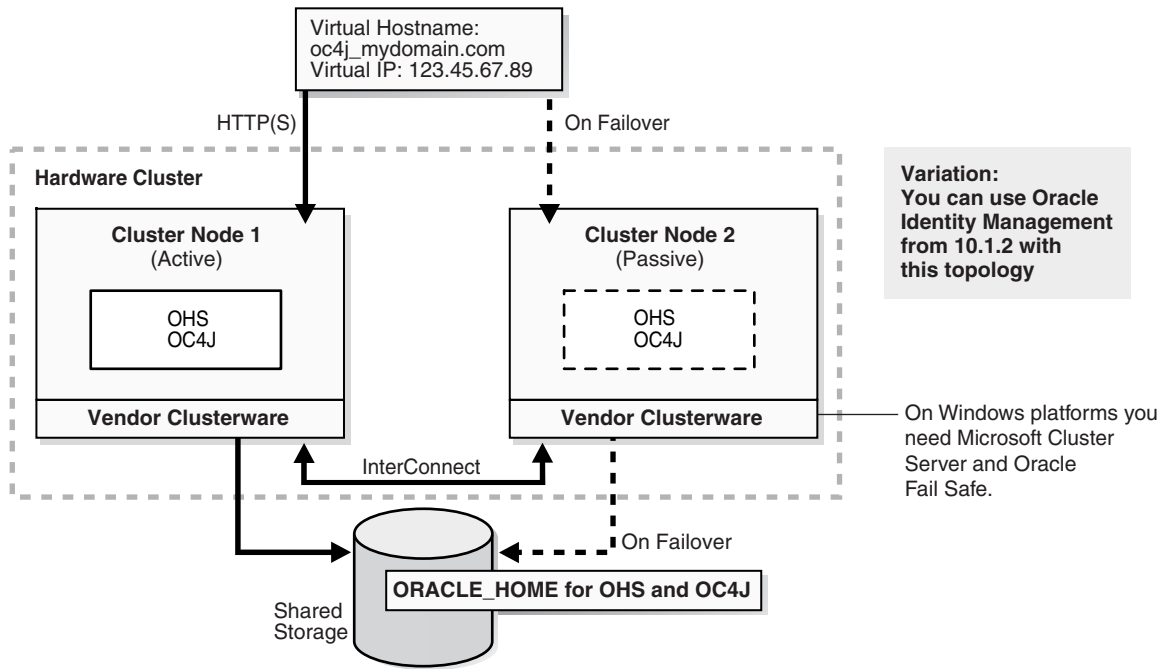 Virtual Hostname:
oc4j_mydomain.com
Virtual IP: 123.45.67.89
HTTP(S)
On Failover
Hardware Cluster
Cluster Node 1
(Active)
OHS
OC4J
Vendor Clusterware
Cluster Node 2
(Passive)
OHS
OC4J
Vendor Clusterware
Variation:
You can use Oracle
Identity Management
from 10.1.2 with
this topology
On Windows platforms you
need Microsoft Cluster
Server and Oracle
Fail Safe.
InterConnect
On Failover
ORACLE_HOME for OHS and OC4J
Shared
Storage